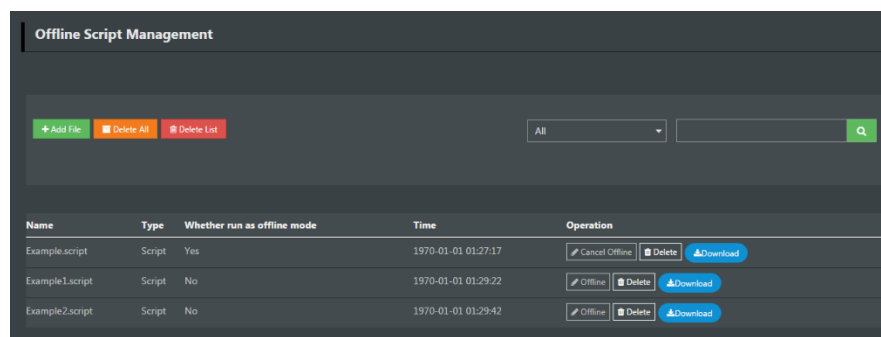 Offline Script Management
Add File Delete All Delete List All
Name Type Whether run as offline mode Time Operation
Example.script Script Yes 1970-01-01 01:27:17 Cancel Offline Delete Download
Example1.script Script No 1970-01-01 01:29:22 Offline Delete Download
Example2.script Script No 1970-01-01 01:29:42 Offline Delete Download